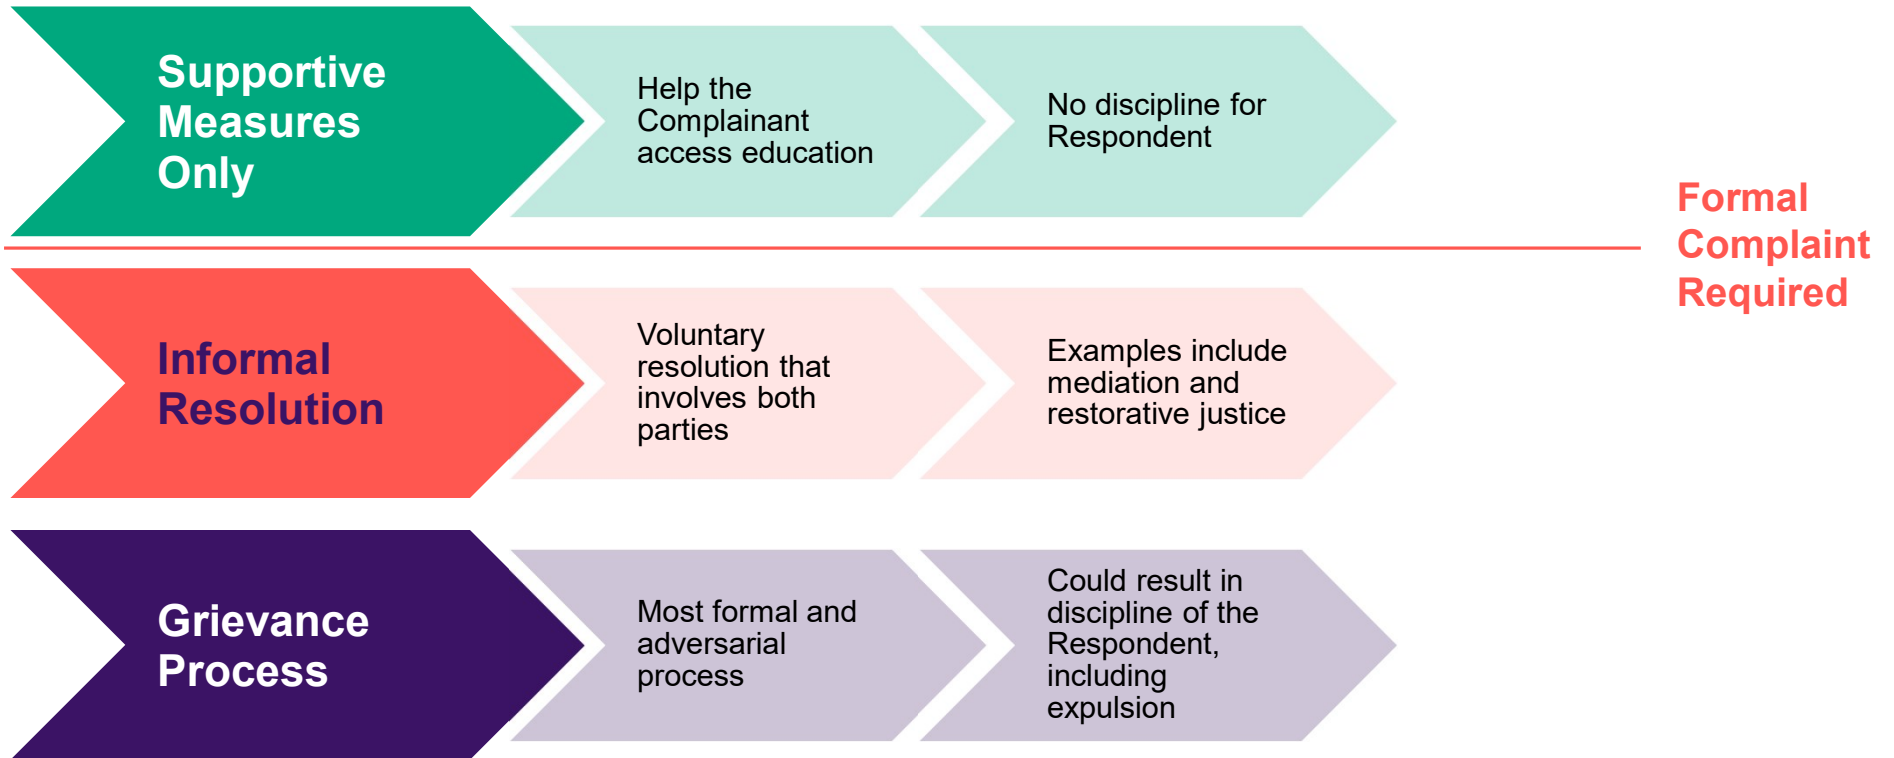 Supportive
Measures
Only
Help the
Complainant
access education
No discipline for
Respondent
Formal
Complaint
Required
Informal
Resolution
Voluntary
resolution that
involves both
parties
Examples include
mediation and
restorative justice
Grievance
Process
Most formal and
adversarial
process
Could result in
discipline of the
Respondent,
including
expulsion